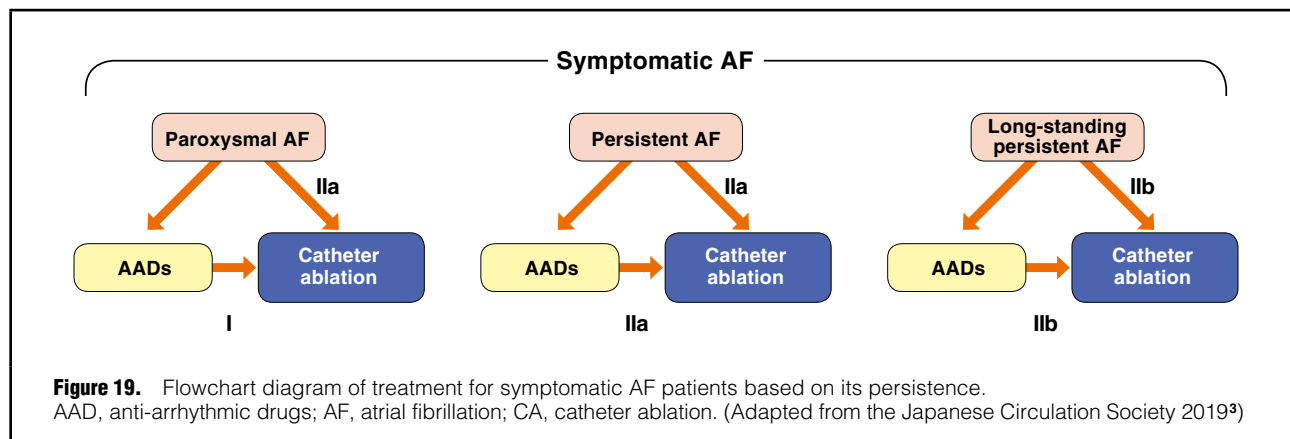 Symptomatic AF
Paroxysmal AF
Persistent AF
Long-standing
persistent AF
IIa
IIa
IIb
AADs
Catheter
ablation
AADs
Catheter
ablation
AADs
Catheter
ablation
I
IIa
IIb
Figure 19. Flowchart diagram of treatment for symptomatic AF patients based on its persistence.
AAD, anti-arrhythmic drugs; AF, atrial fibrillation; CA, catheter ablation. (Adapted from the Japanese Circulation Society 2019³)